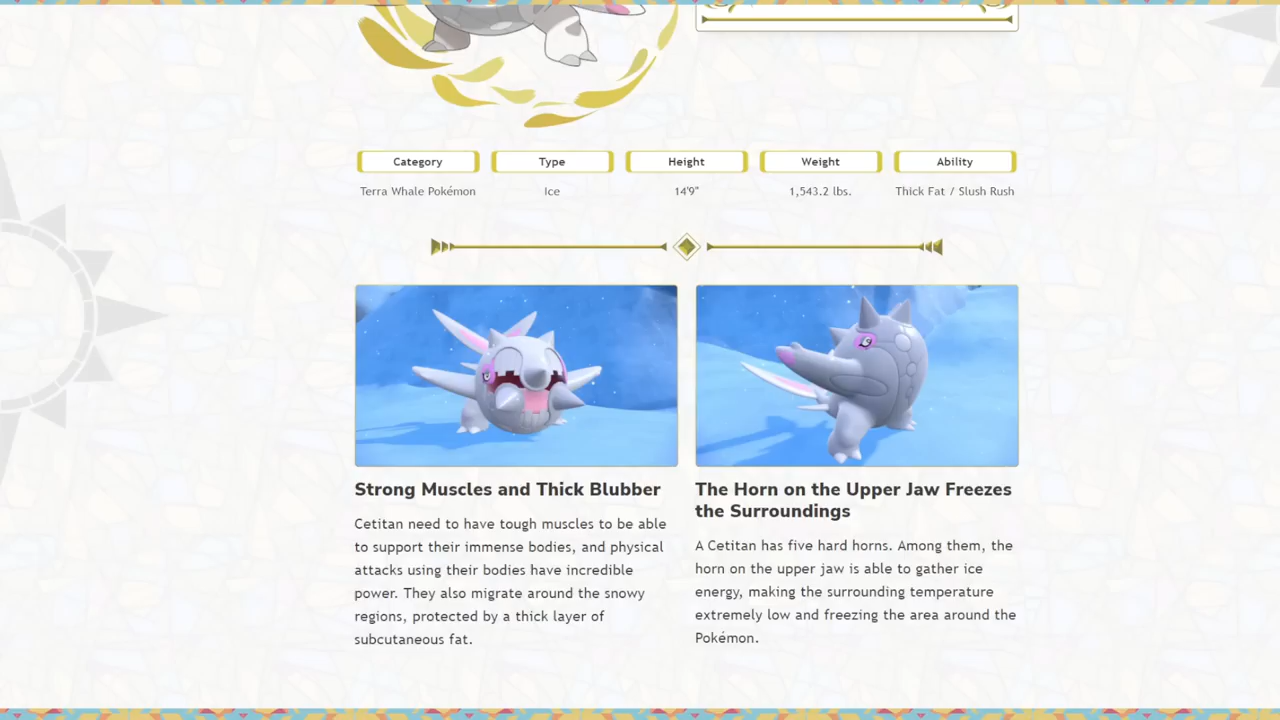 Category Type Height Weight Ability
Terra Whale Pokémon Ice 14'9" 1,543.2 lbs. Thick Fat / Slush Rush
Strong Muscles and Thick Blubber
Cetitan need to have tough muscles to be able
to support their immense bodies, and physical
attacks using their bodies have incredible
power. They also migrate around the snowy
regions, protected by a thick layer of
subcutaneous fat.
The Horn on the Upper Jaw Freezes
the Surroundings
A Cetitan has five hard horns. Among them, the
horn on the upper jaw is able to gather ice
energy, making the surrounding temperature
extremely low and freezing the area around the
Pokémon.